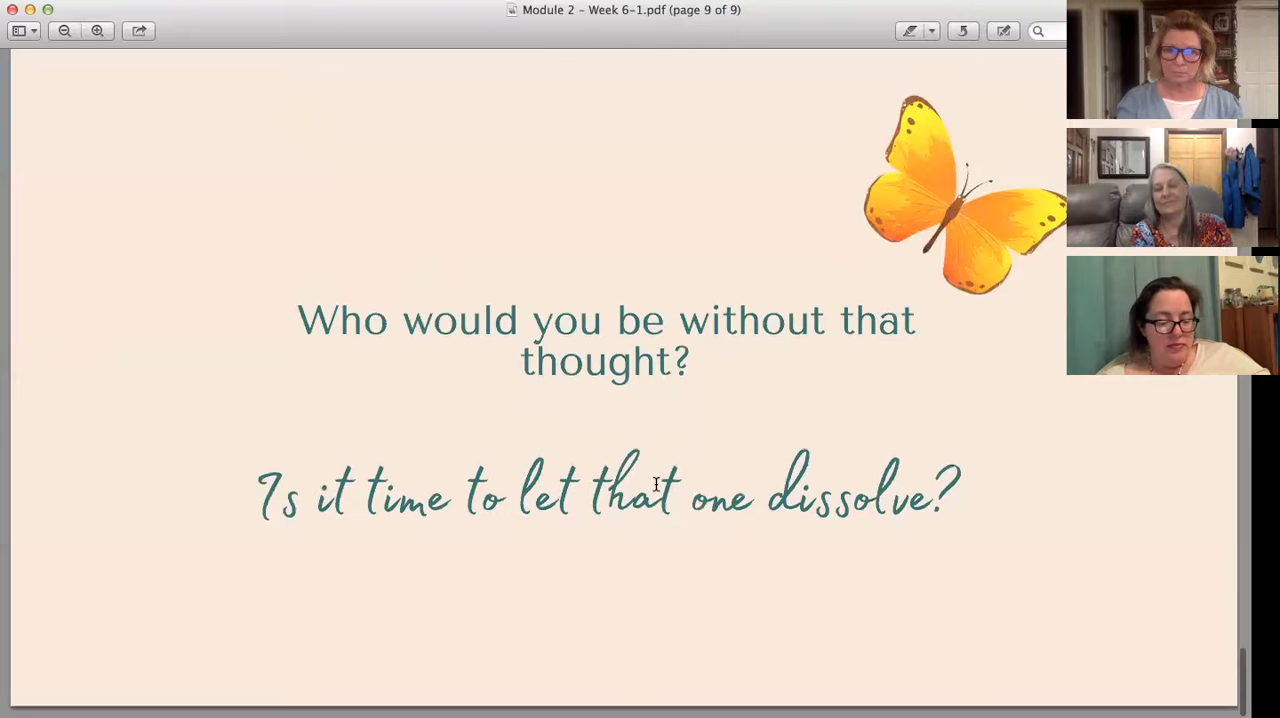 Module 2 - Week 6-1.pdf (page 9 of 9)
Who would you be without that
thought?
Is it time to let that one dissolve?